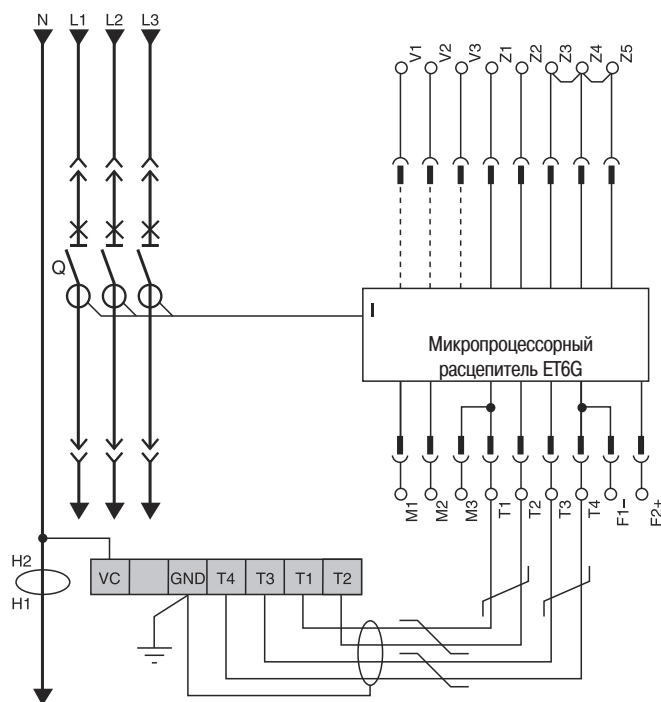 N L1 L2 L3
V1 V2 V3 Z1 Z2 Z3 Z4 Z5
Q
I
Микропроцессорный
расцепитель ET6G
M1 M2 M3 T1 T2 T3 T4 F1– F2+
H2
H1
VC GND T4 T3 T1 T2